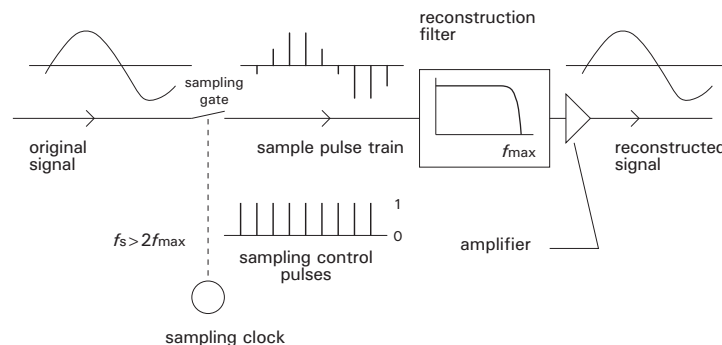 reconstruction
filter
sampling
gate
original
signal
sample pulse train
fmax
reconstructed
signal
1
0
fs>2fmax
sampling control
pulses
amplifier
sampling clock